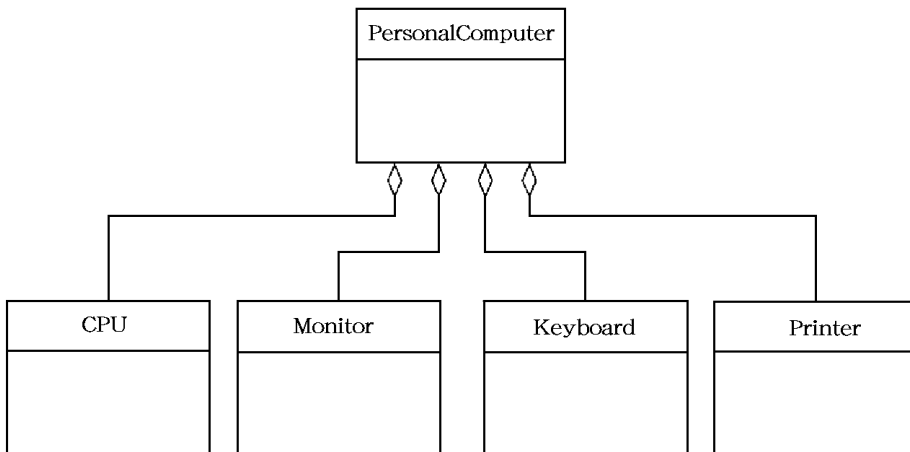 PersonalComputer
CPU
Monitor
Keyboard
Printer